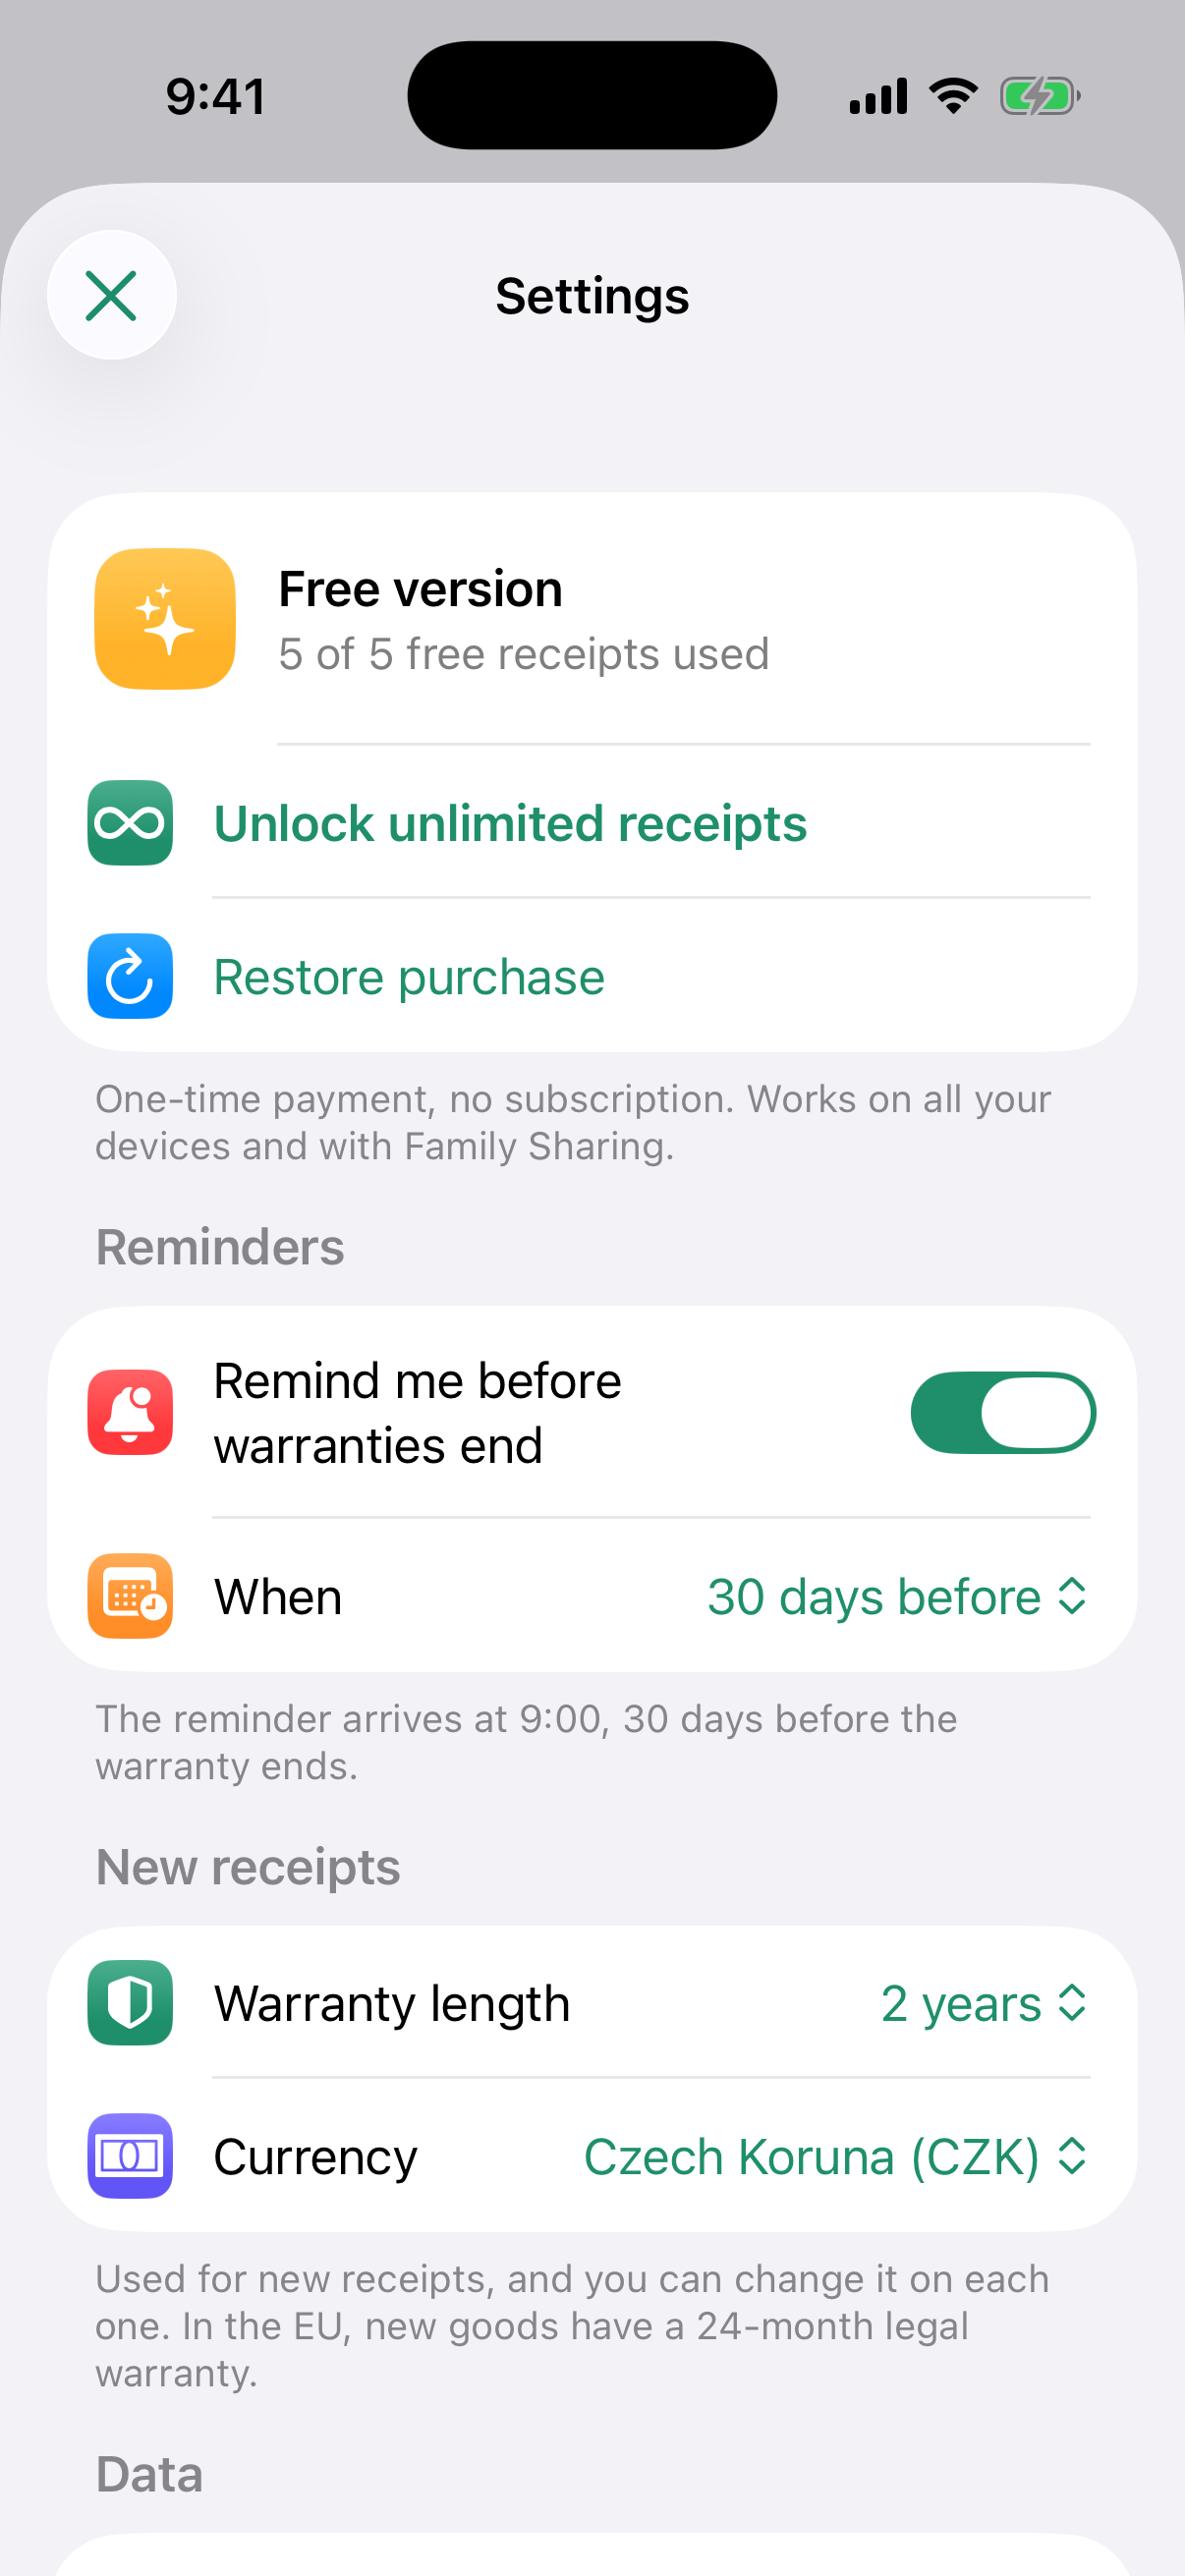 9:41
Settings
Free version
5 of 5 free receipts used
Unlock unlimited receipts
Restore purchase
One-time payment, no subscription. Works on all your
devices and with Family Sharing.
Reminders
Remind me before
warranties end
When
30 days before
The reminder arrives at 9:00, 30 days before the
warranty ends.
New receipts
Warranty length
2 years
Currency
Czech Koruna (CZK)
Used for new receipts, and you can change it on each
one. In the EU, new goods have a 24-month legal
warranty.
Data